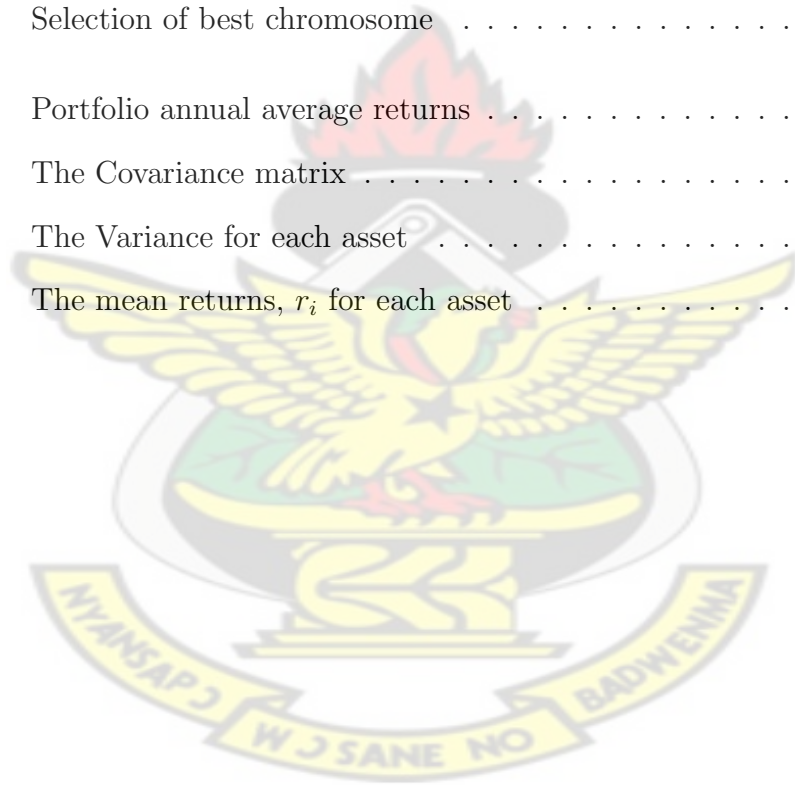 Selection of best chromosome . . . . . . . . . . . . . .
Portfolio annual average returns . . . . . . . . . . . . .
The Covariance matrix . . . . . . . . . . . . . . . . . .
The Variance for each asset . . . . . . . . . . . . . . .
The mean returns, r_i for each asset . . . . . . . . . . .
NYANSAPƆ WƆSANE NO BADWENMA